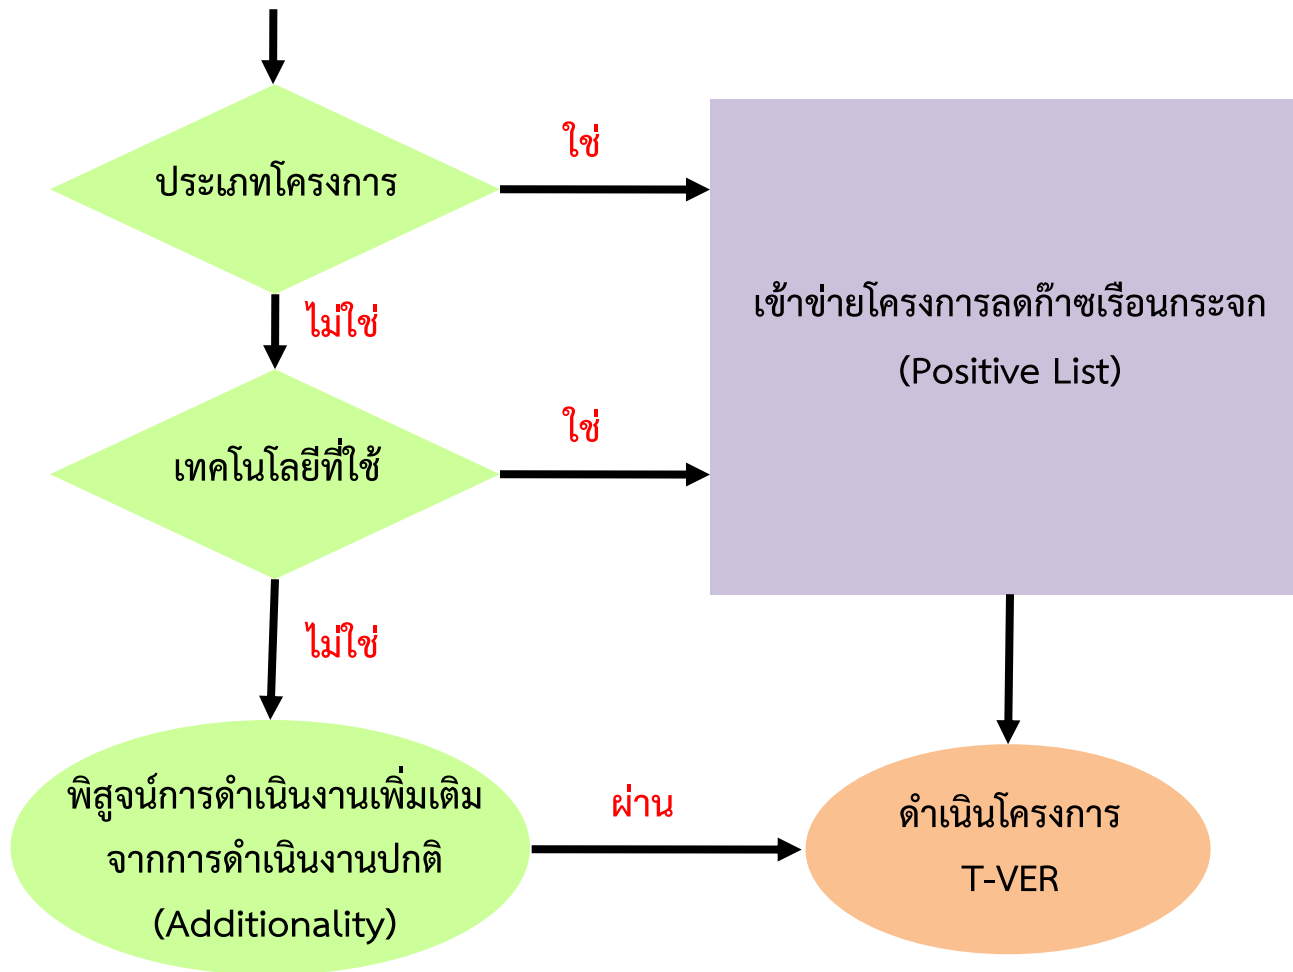 ประเภทโครงการ
ใช่
เข้าข่ายโครงการลดก๊าซเรือนกระจก
(Positive List)
ไม่ใช่
เทคโนโลยีที่ใช้
ใช่
ไม่ใช่
พิสูจน์การดำเนินงานเพิ่มเติม
จากการดำเนินงานปกติ
(Additionality)
ผ่าน
ดำเนินโครงการ
T-VER